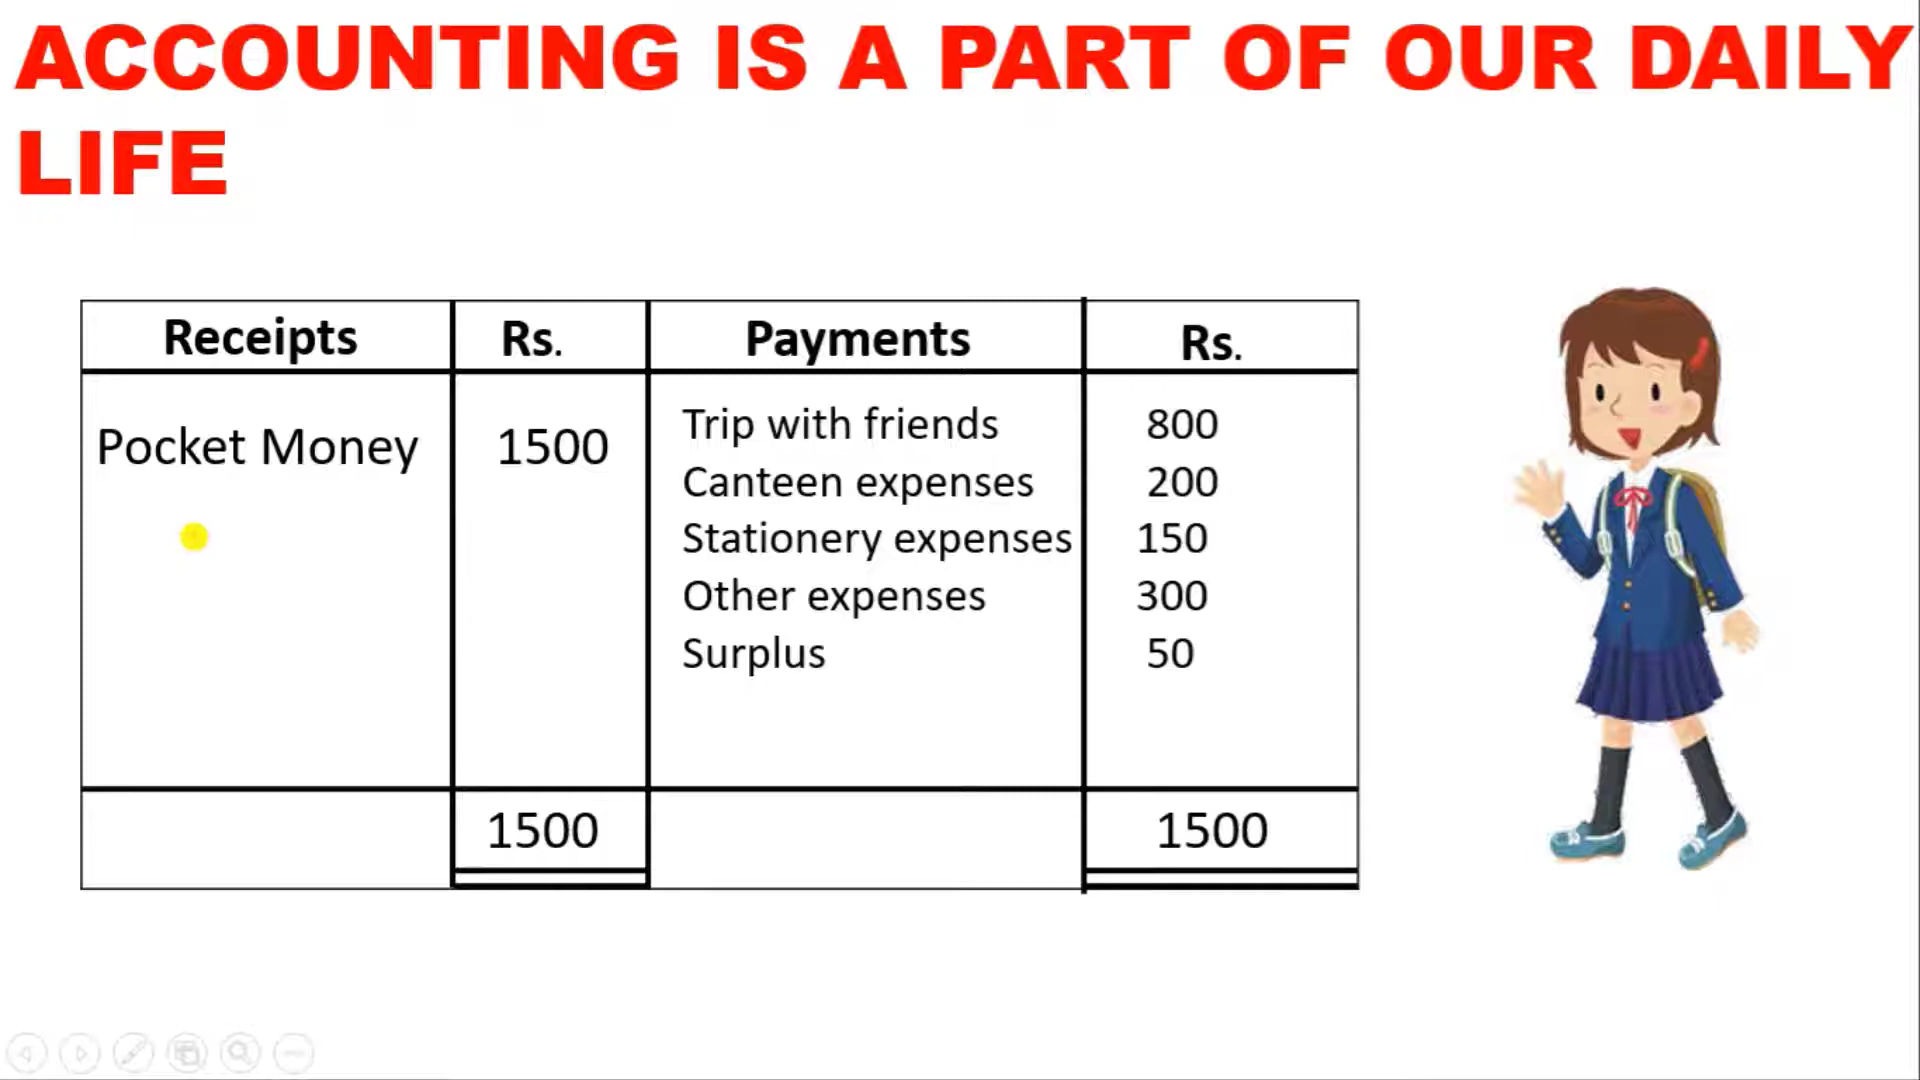 ACCOUNTING IS A PART OF OUR DAILY
LIFE
Receipts Rs. Payments Rs.
Pocket Money 1500 Trip with friends 800
Canteen expenses 200
Stationery expenses 150
Other expenses 300
Surplus 50
1500 1500